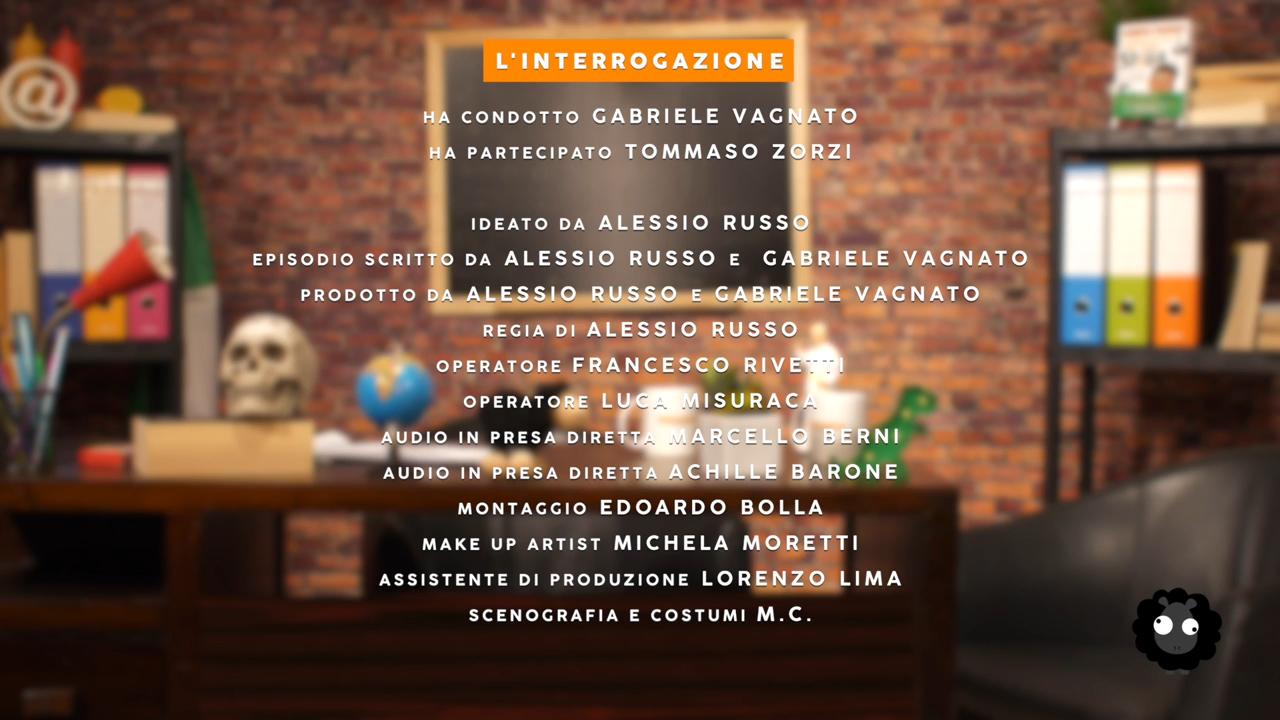 L'INTERROGAZIONE
HA CONDOTTO GABRIELE VAGNATO
HA PARTECIPATO TOMMASO ZORZI
IDEATO DA ALESSIO RUSSO
EPISODIO SCRITTO DA ALESSIO RUSSO E GABRIELE VAGNATO
PRODOTTO DA ALESSIO RUSSO E GABRIELE VAGNATO
REGIA DI ALESSIO RUSSO
OPERATORE FRANCESCO RIVETTI
OPERATORE LUCA MISURACA
AUDIO IN PRESA DIRETTA MARCELLO BERNI
AUDIO IN PRESA DIRETTA ACHILLE BARONE
MONTAGGIO EDOARDO BOLLA
MAKE UP ARTIST MICHELA MORETTI
ASSISTENTE DI PRODUZIONE LORENZO LIMA
SCENOGRAFIA E COSTUMI M.C.
@